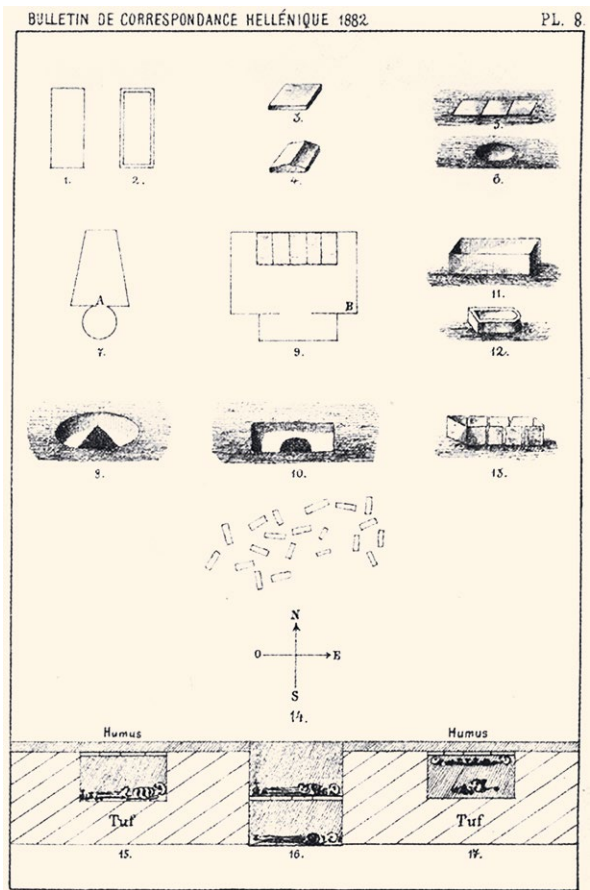 BULLETIN DE CORRESPONDANCE HELLÉNIQUE 1882 PL. 8.
1. 2. 3. 5.
4. 6.
A B 11.
7. 9. 12.
8. 10. 13.
N
O E
S
14.
Humus Humus
Tuf Tuf
15. 16. 17.